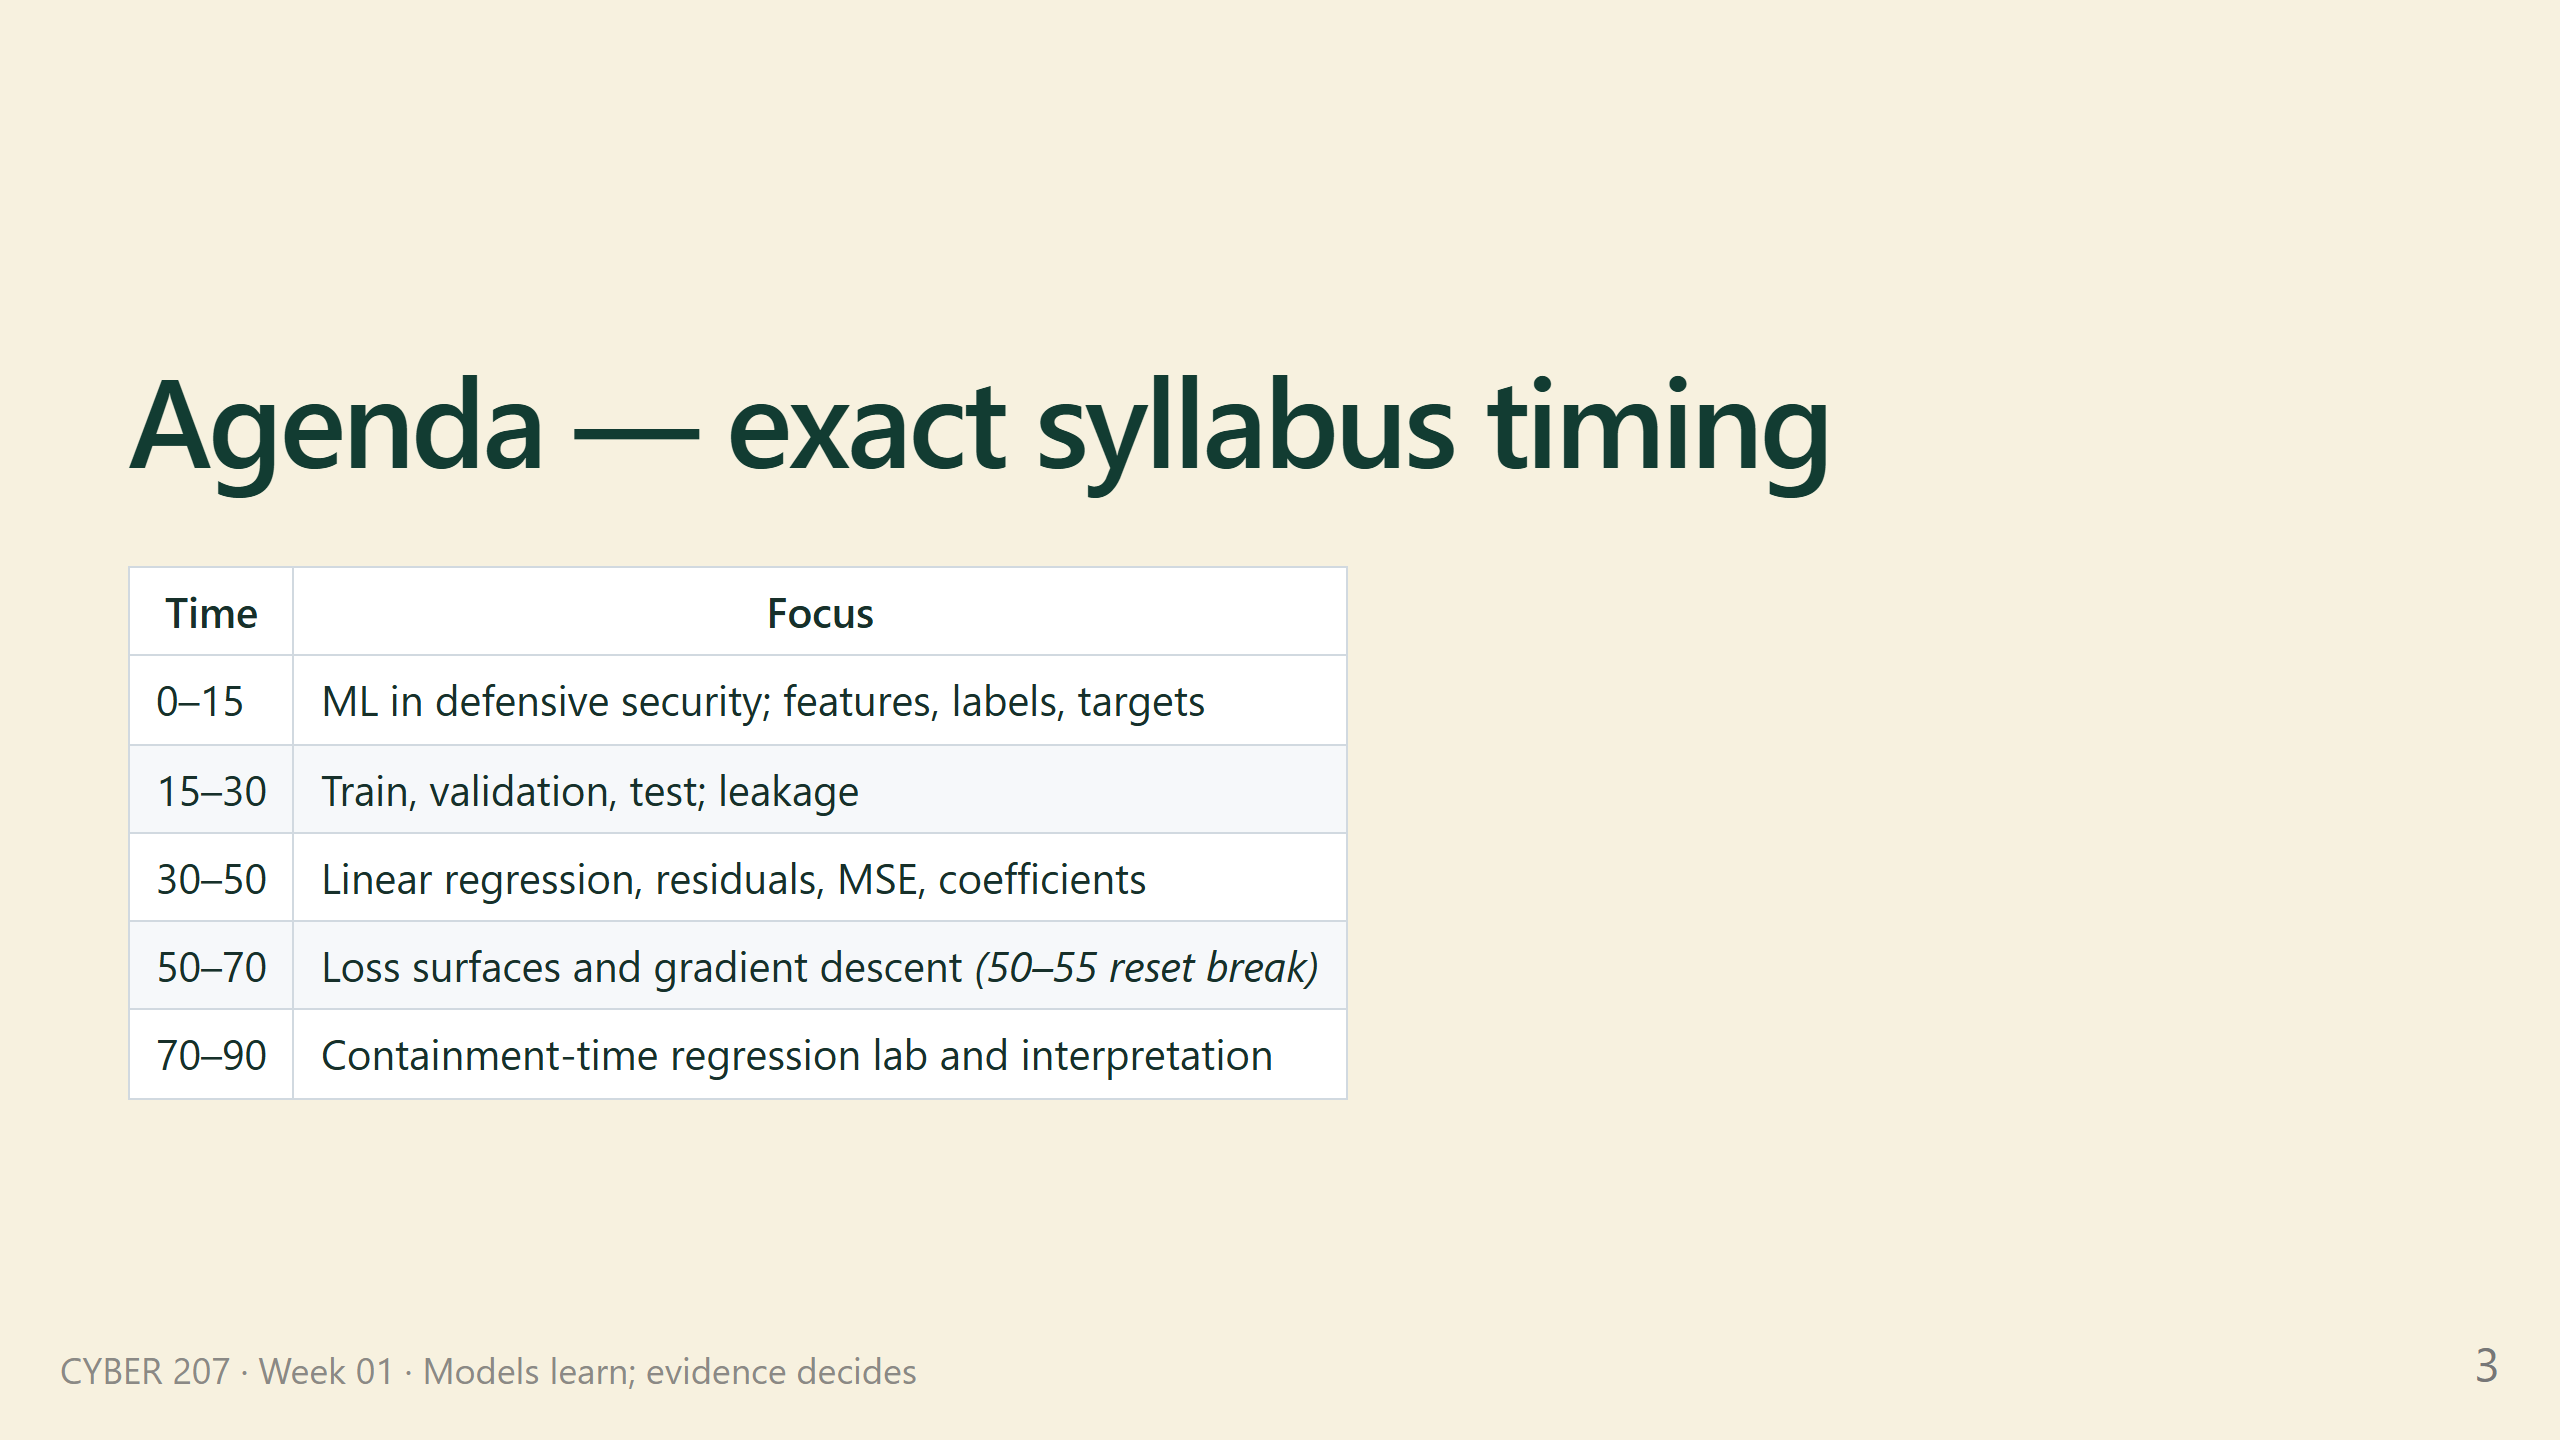 Agenda — exact syllabus timing
Time Focus
0–15 ML in defensive security; features, labels, targets
15–30 Train, validation, test; leakage
30–50 Linear regression, residuals, MSE, coefficients
50–70 Loss surfaces and gradient descent (50–55 reset break)
70–90 Containment-time regression lab and interpretation
CYBER 207 · Week 01 · Models learn; evidence decides
3